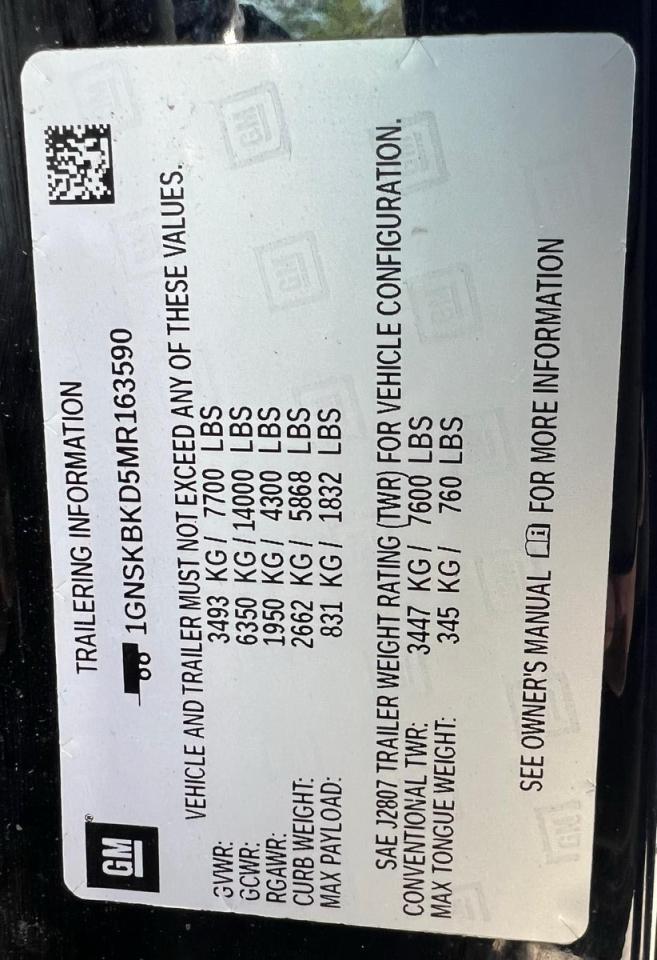 GM
TRAILERING INFORMATION
1GNSKBKD5MR163590
VEHICLE AND TRAILER MUST NOT EXCEED ANY OF THESE VALUES.
GVWR: 3493 KG / 7700 LBS
GCWR: 6350 KG / 14000 LBS
RGAWR: 1950 KG / 4300 LBS
CURB WEIGHT: 2662 KG / 5868 LBS
MAX PAYLOAD: 831 KG / 1832 LBS
SAE J2807 TRAILER WEIGHT RATING (TWR) FOR VEHICLE CONFIGURATION.
CONVENTIONAL TWR: 3447 KG / 7600 LBS
MAX TONGUE WEIGHT: 345 KG / 760 LBS
SEE OWNER'S MANUAL FOR MORE INFORMATION